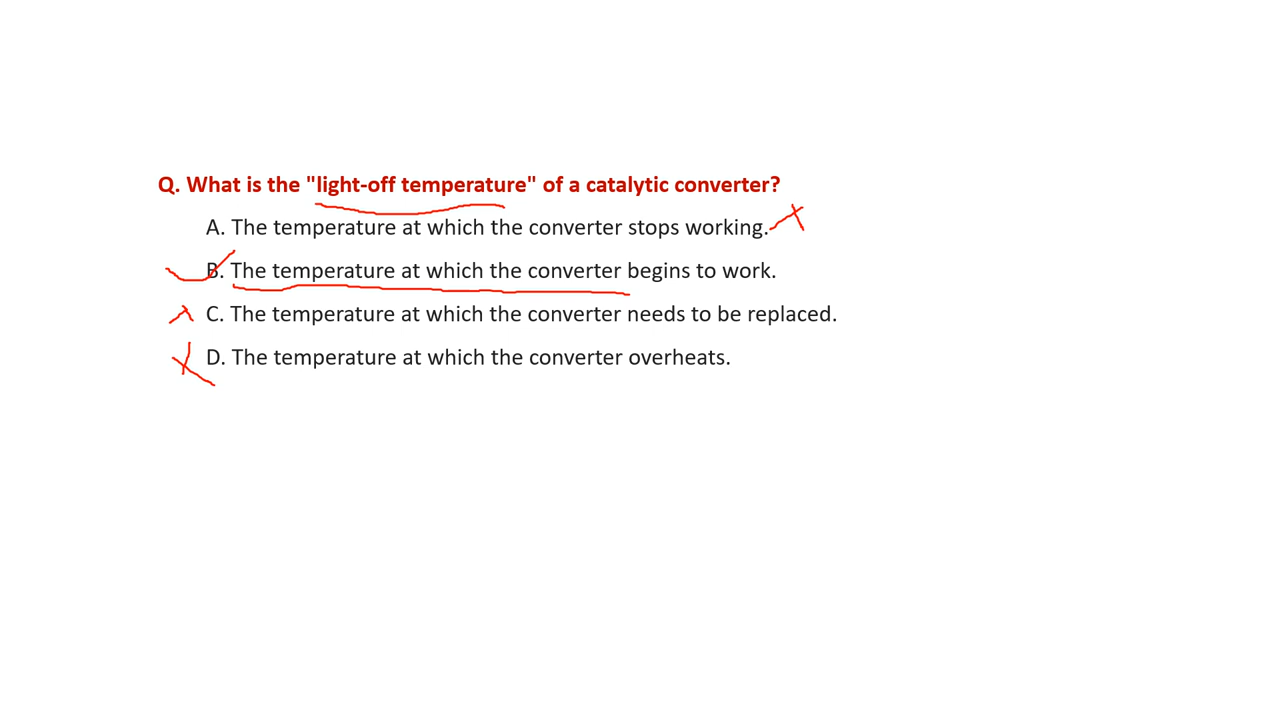 Q. What is the "light-off temperature" of a catalytic converter?
A. The temperature at which the converter stops working.
B. The temperature at which the converter begins to work.
C. The temperature at which the converter needs to be replaced.
D. The temperature at which the converter overheats.